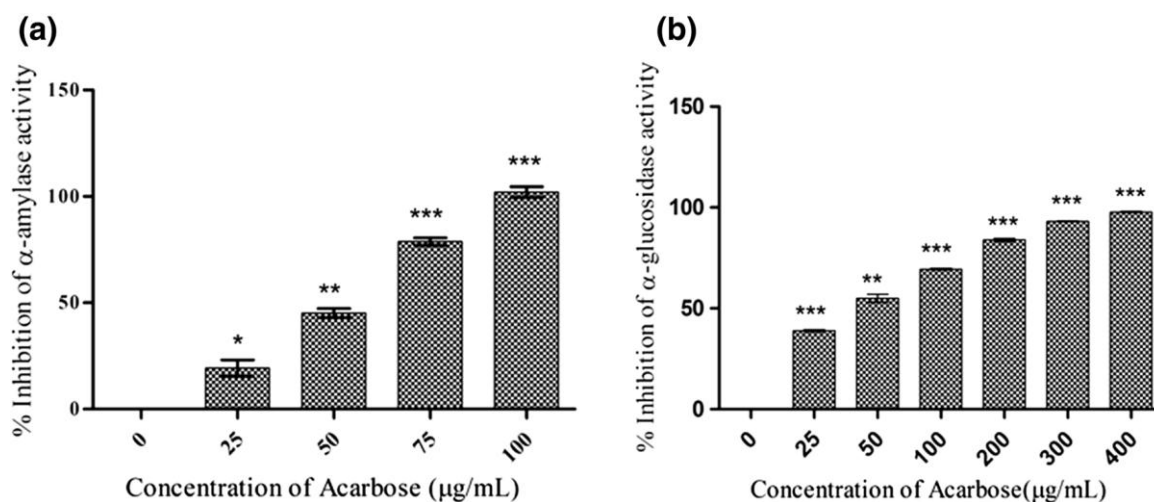 (a)
% Inhibition of α-amylase activity
150
100
50
0
*
**
***
***
0 25 50 75 100
Concentration of Acarbose (µg/mL)
(b)
% Inhibition of α-glucosidase activity
150
100
50
0
***
**
***
***
***
***
0 25 50 100 200 300 400
Concentration of Acarbose(µg/mL)